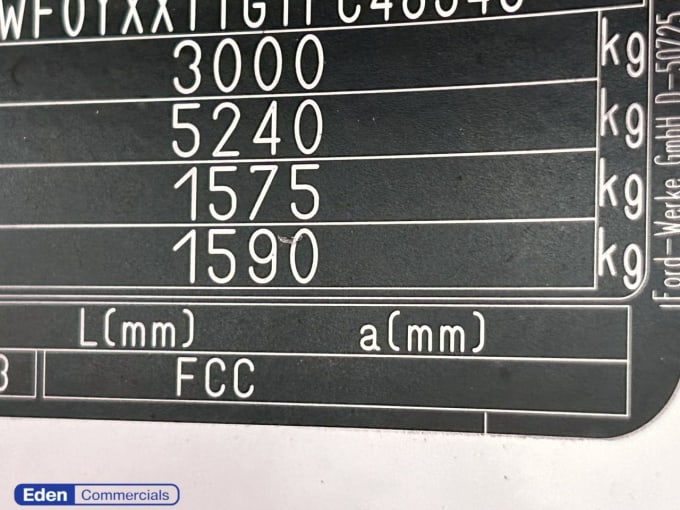 3000 kg
5240 kg
1575 kg
1590 kg
L(mm) a(mm)
FCC
Ford-Werke GmbH D-50725
Eden Commercials